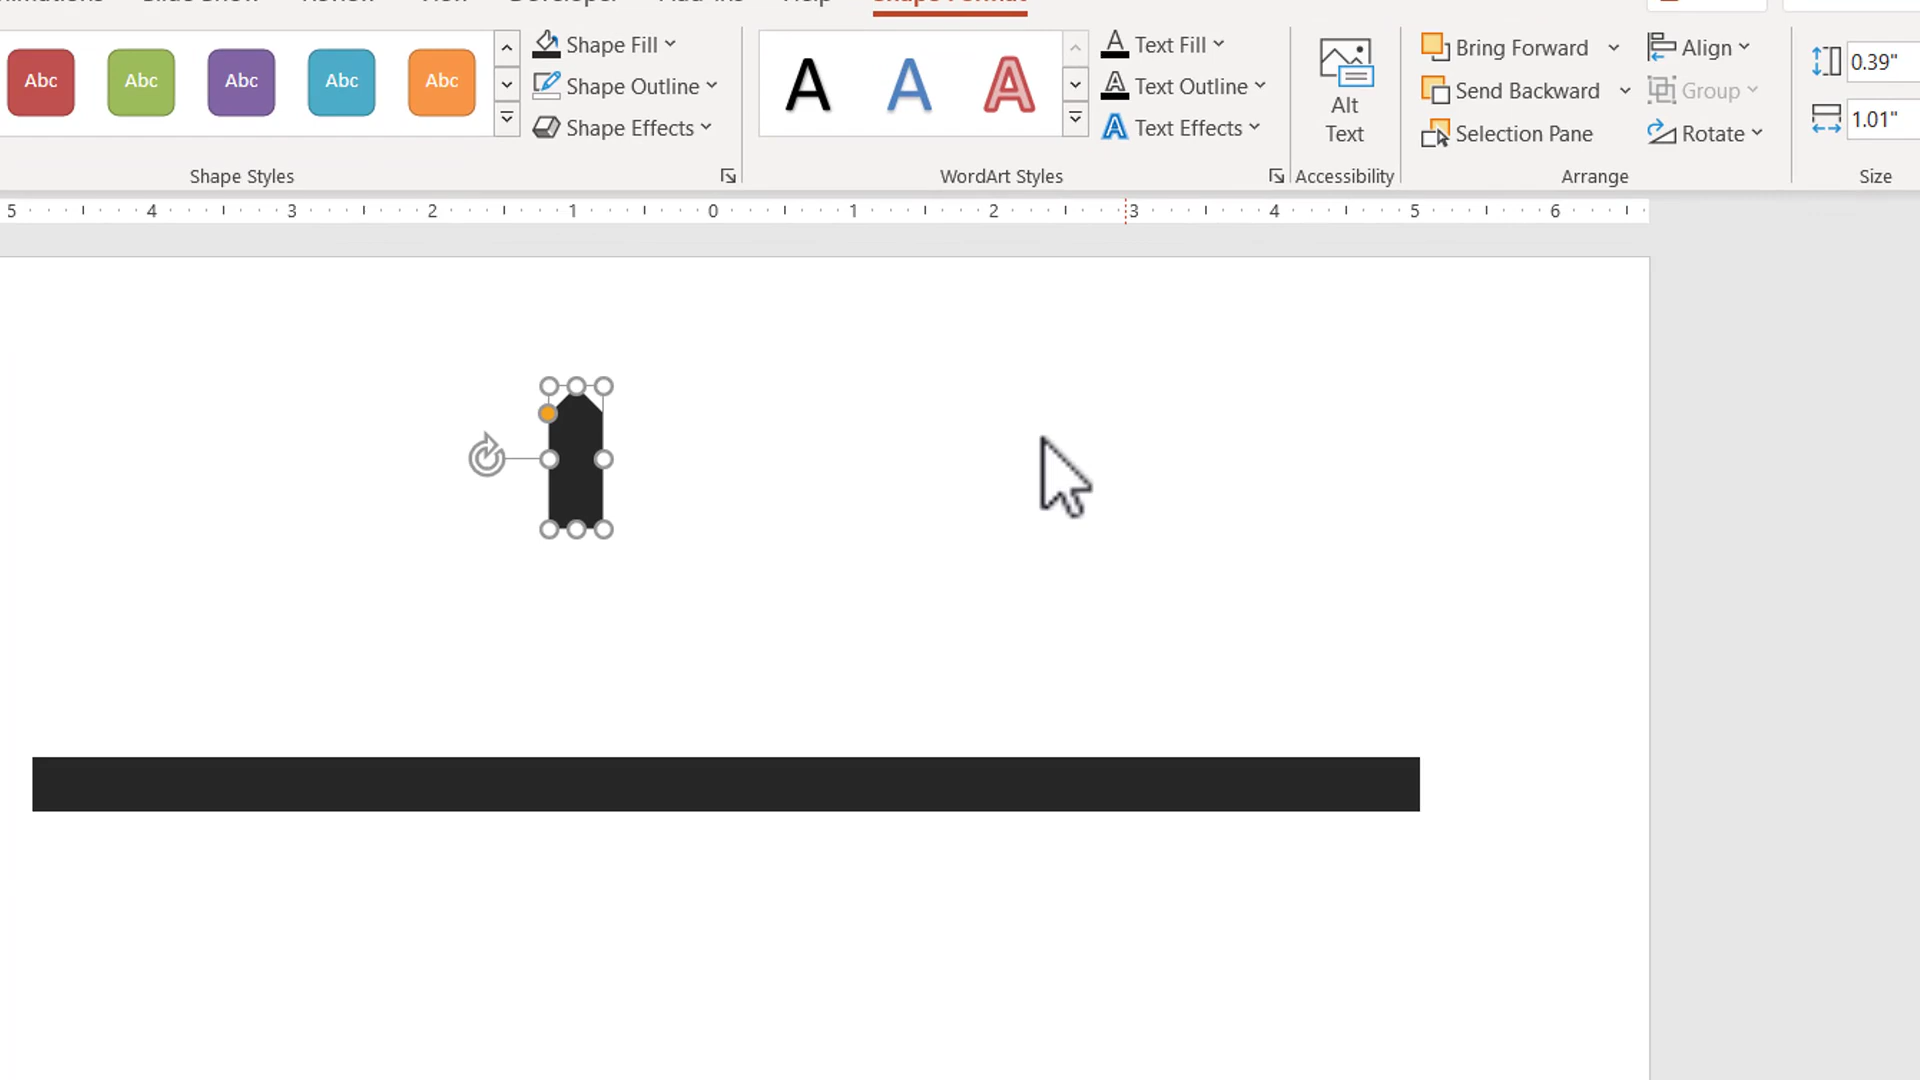 Shape Format
Abc Abc Abc Abc Abc
Shape Fill
Shape Outline
Shape Effects
Shape Styles
A A A
Text Fill
Text Outline
Text Effects
WordArt Styles
Alt
Text
Accessibility
Bring Forward
Send Backward
Selection Pane
Align
Group
Rotate
Arrange
0.39"
1.01"
Size
5 4 3 2 1 0 1 2 3 4 5 6